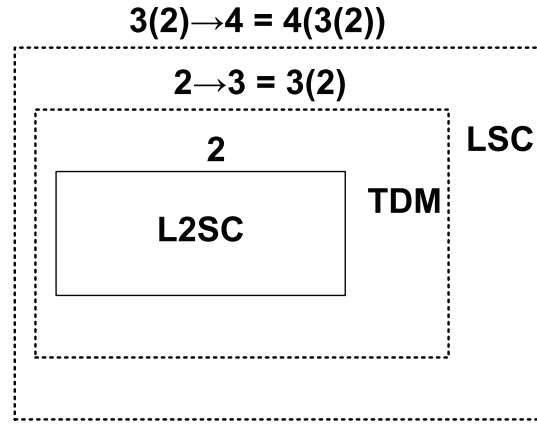 3(2)→4 = 4(3(2))
2→3 = 3(2)
LSC
2
TDM
L2SC